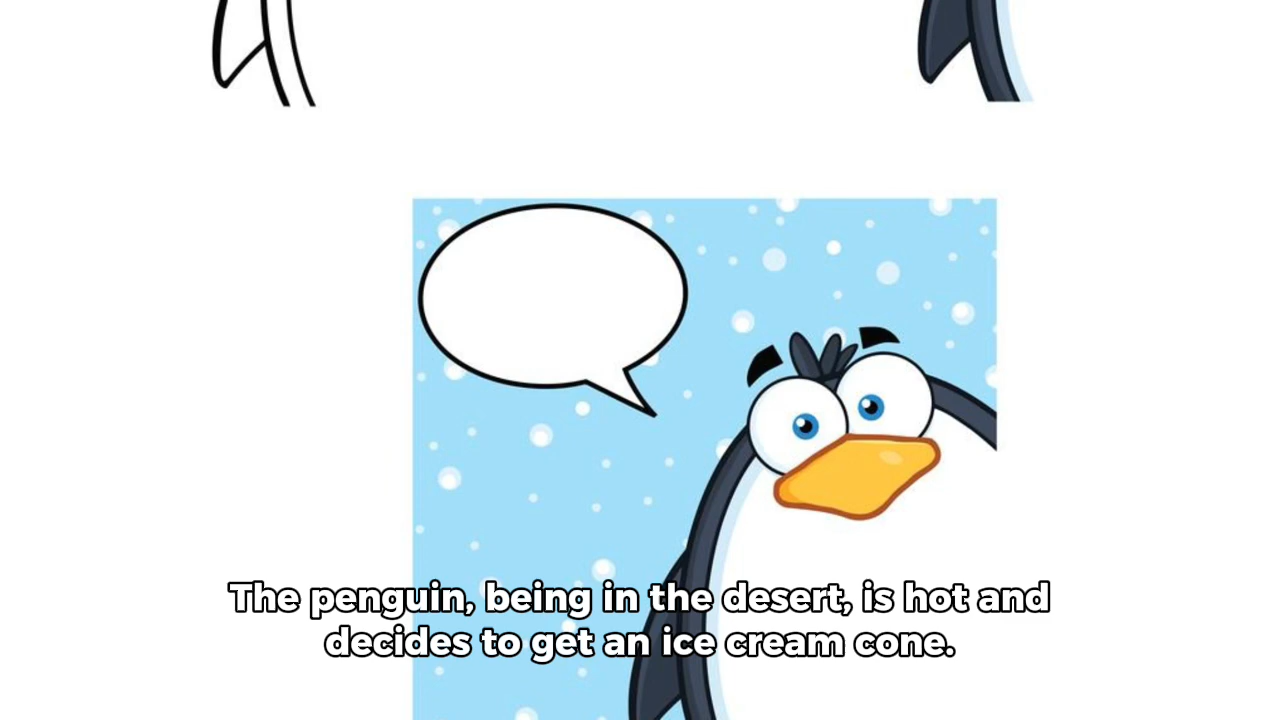 The penguin, being in the desert, is hot and
decides to get an ice cream cone.